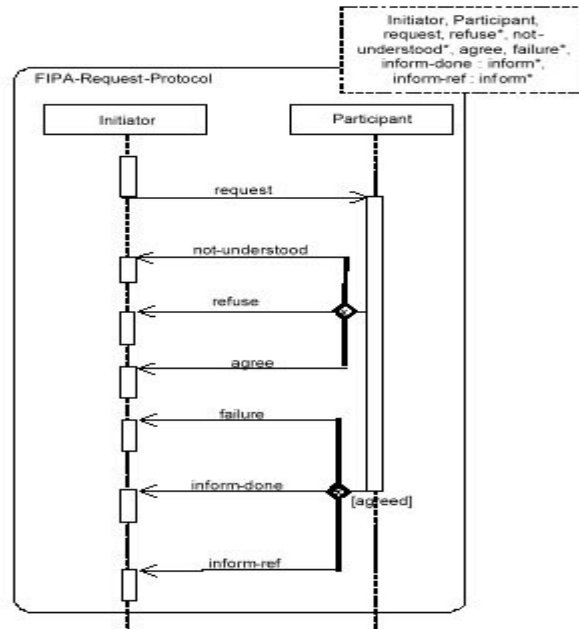 Initiator, Participant,
request, refuse*, not-
understood*, agree, failure*,
inform-done : inform*,
inform-ref : inform*
FIPA-Request-Protocol
Initiator
Participant
request
not-understood
refuse
agree
failure
inform-done
[agreed]
inform-ref